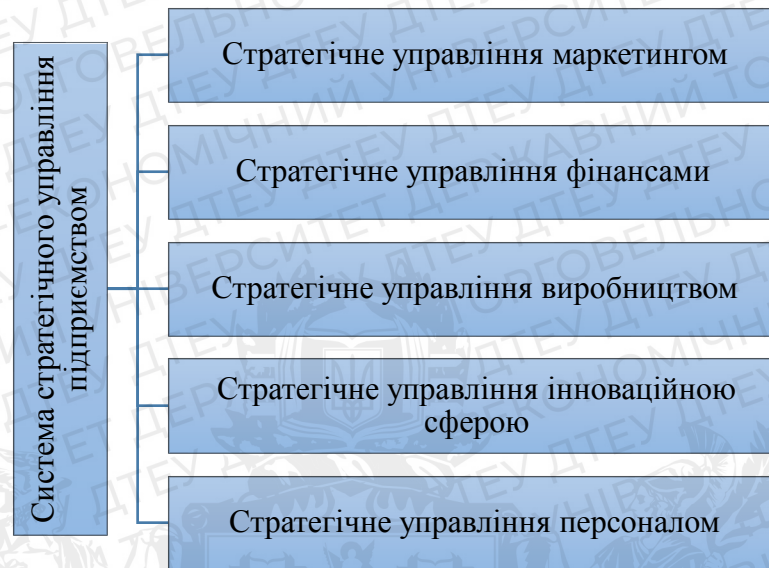 Система стратегічного управління
підприємством
Стратегічне управління маркетингом
Стратегічне управління фінансами
Стратегічне управління виробництвом
Стратегічне управління інноваційною
сферою
Стратегічне управління персоналом